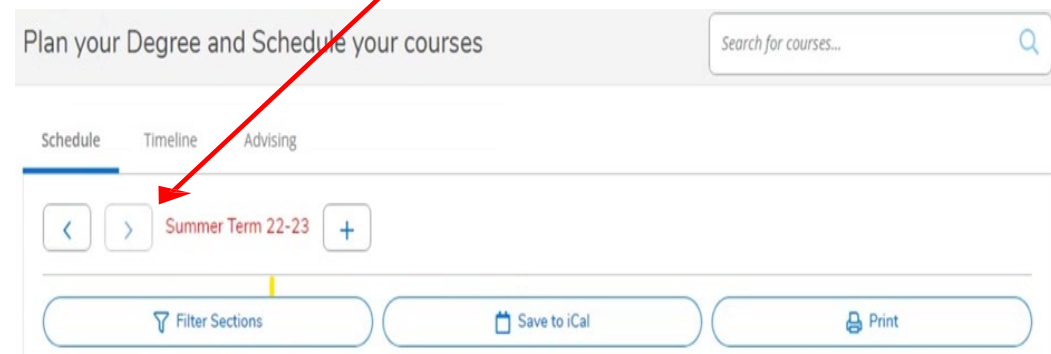 Plan your Degree and Schedule your courses
Search for courses...
Schedule Timeline Advising
Summer Term 22-23
Filter Sections Save to iCal Print